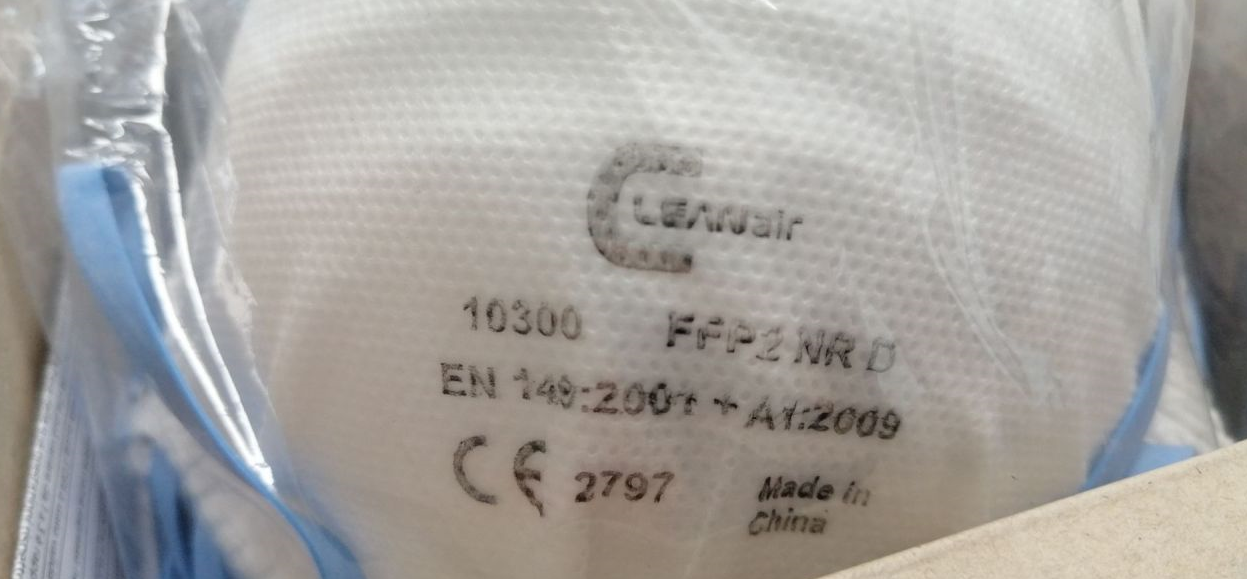 CLEANair
10300 FFP2 NR D
EN 149:2001 + A1:2009
CE 2797
Made in
China